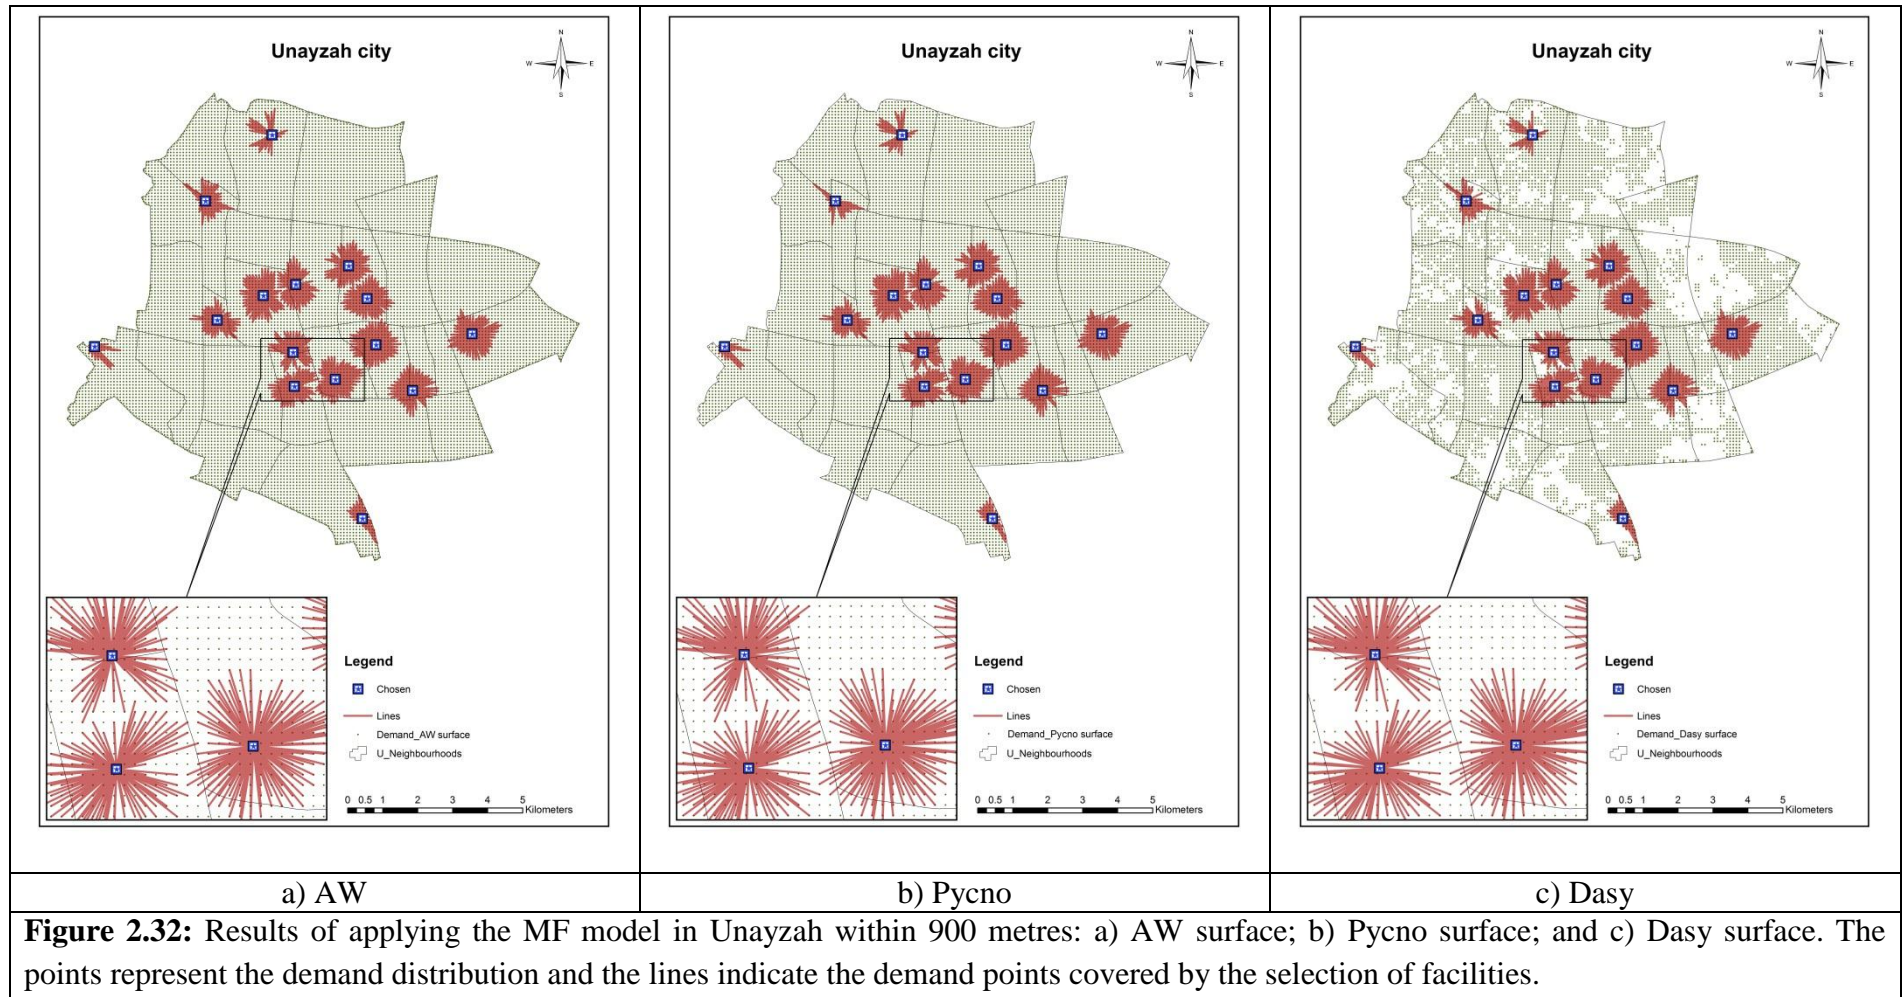 Unayzah city
N
W E
S
Legend
Chosen
Lines
Demand_AW surface
U_Neighbourhoods
0 0.5 1 2 3 4 5
Kilometers
a) AW
Unayzah city
N
W E
S
Legend
Chosen
Lines
Demand_Pycno surface
U_Neighbourhoods
0 0.5 1 2 3 4 5
Kilometers
b) Pycno
Unayzah city
N
W E
S
Legend
Chosen
Lines
Demand_Dasy surface
U_Neighbourhoods
0 0.5 1 2 3 4 5
Kilometers
c) Dasy
Figure 2.32: Results of applying the MF model in Unayzah within 900 metres: a) AW surface; b) Pycno surface; and c) Dasy surface. The
points represent the demand distribution and the lines indicate the demand points covered by the selection of facilities.